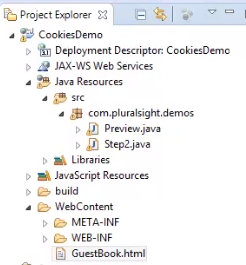 Project Explorer
CookiesDemo
Deployment Descriptor: CookiesDemo
JAX-WS Web Services
Java Resources
src
com.pluralsight.demos
Preview.java
Step2.java
Libraries
JavaScript Resources
build
WebContent
META-INF
WEB-INF
GuestBook.html